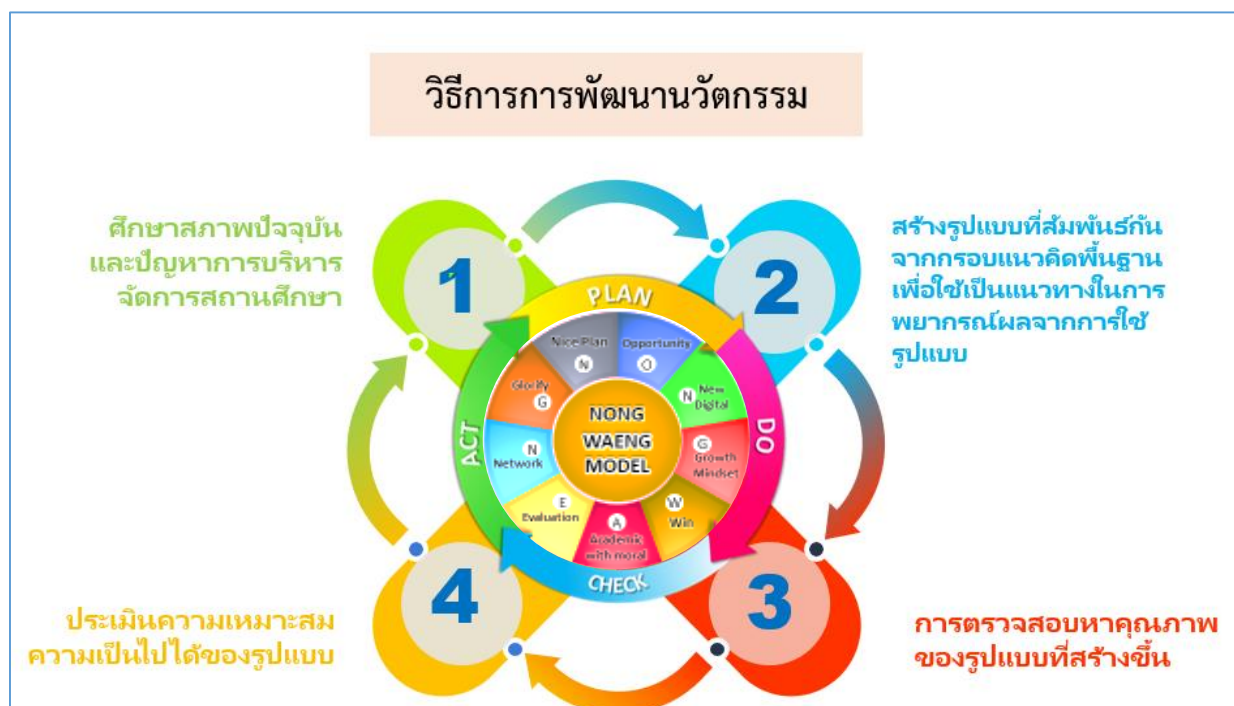 วิธีการการพัฒนานวัตกรรม
ศึกษาสภาพปัจจุบัน
และปัญหาการบริหาร
จัดการสถานศึกษา
1
2
สร้างรูปแบบที่สัมพันธ์กัน
จากกรอบแนวคิดพื้นฐาน
เพื่อใช้เป็นแนวทางในการ
พยากรณ์ผลจากการใช้
รูปแบบ
PLAN
DO
CHECK
ACT
Nice Plan
N
Opportunity
O
N New
Digital
G
Growth
Mindset
W
Win
A
Academic
with moral
E
Evaluation
N
Network
Glorify
G
NONG
WAENG
MODEL
4
3
ประเมินความเหมาะสม
ความเป็นไปได้ของรูปแบบ
การตรวจสอบหาคุณภาพ
ของรูปแบบที่สร้างขึ้น